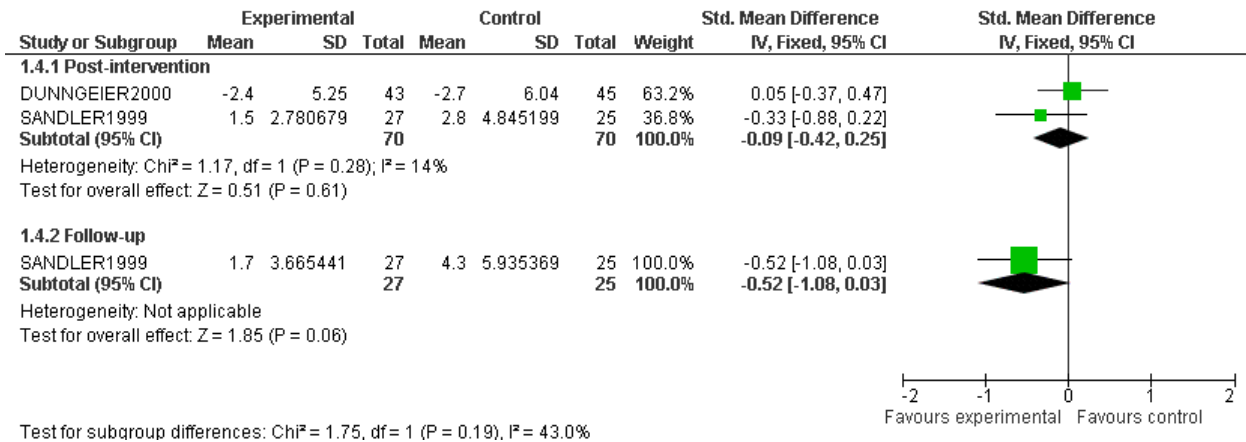 Experimental Control Std. Mean Difference Std. Mean Difference
Study or Subgroup Mean SD Total Mean SD Total Weight IV, Fixed, 95% CI IV, Fixed, 95% CI
1.4.1 Post-intervention
DUNNGEIER2000 -2.4 5.25 43 -2.7 6.04 45 63.2% 0.05 [-0.37, 0.47]
SANDLER1999 1.5 2.780679 27 2.8 4.845199 25 36.8% -0.33 [-0.88, 0.22]
Subtotal (95% CI) 70 70 100.0% -0.09 [-0.42, 0.25]
Heterogeneity: Chi² = 1.17, df = 1 (P = 0.28); I² = 14%
Test for overall effect: Z = 0.51 (P = 0.61)
1.4.2 Follow-up
SANDLER1999 1.7 3.665441 27 4.3 5.935369 25 100.0% -0.52 [-1.08, 0.03]
Subtotal (95% CI) 27 25 100.0% -0.52 [-1.08, 0.03]
Heterogeneity: Not applicable
Test for overall effect: Z = 1.85 (P = 0.06)
-2 -1 0 1 2
Favours experimental Favours control
Test for subgroup differences: Chi² = 1.75, df = 1 (P = 0.19), I² = 43.0%